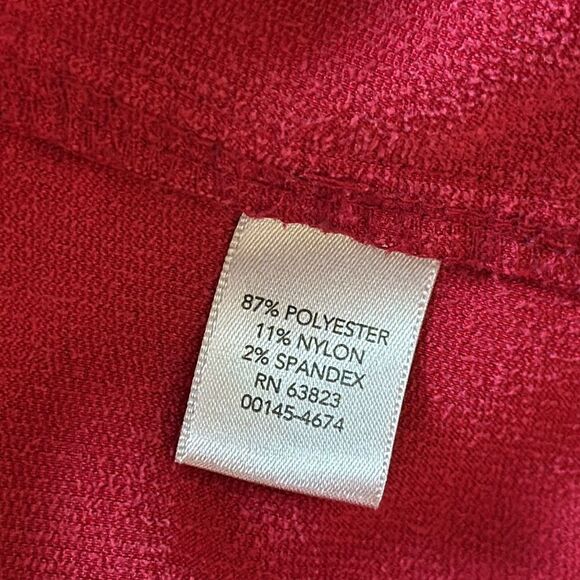 87% POLYESTER
11% NYLON
2% SPANDEX
RN 63823
00145-4674